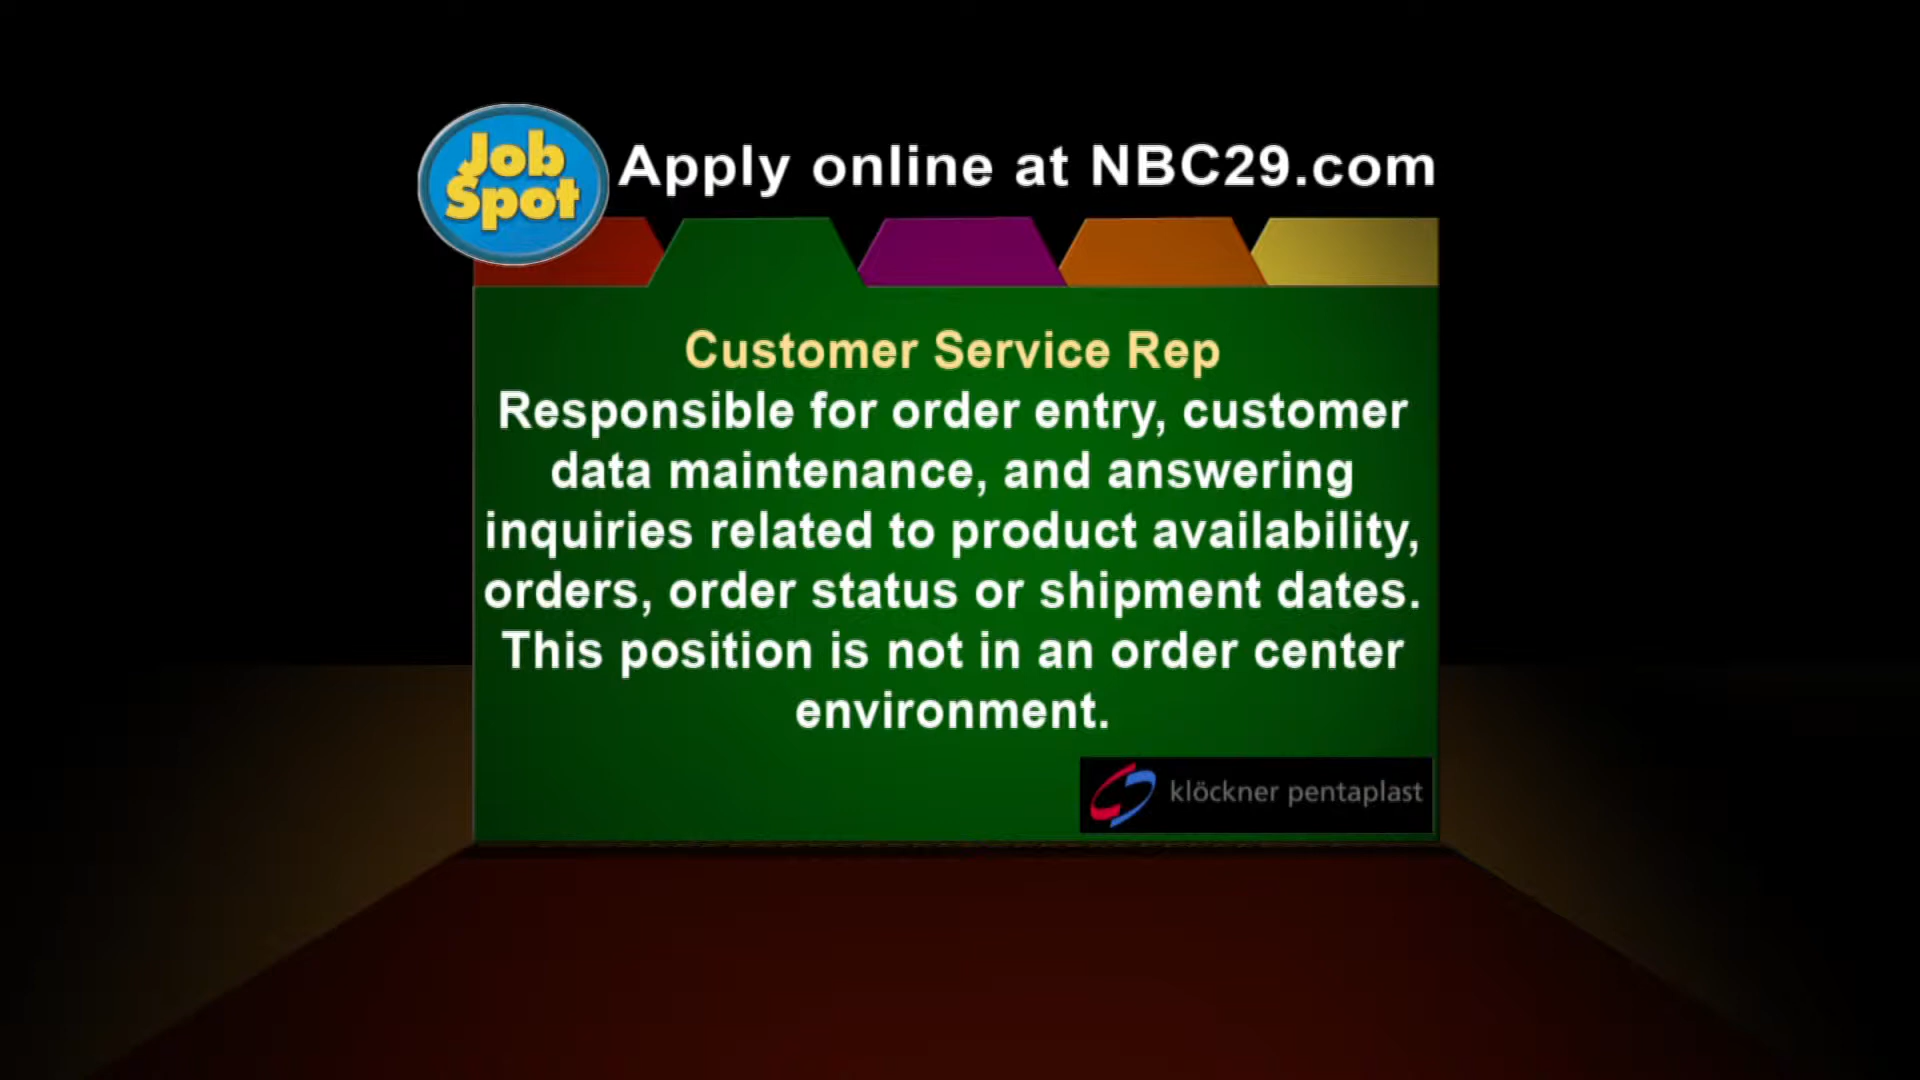 Job
Spot
Apply online at NBC29.com
Customer Service Rep
Responsible for order entry, customer
data maintenance, and answering
inquiries related to product availability,
orders, order status or shipment dates.
This position is not in an order center
environment.
klöckner pentaplast